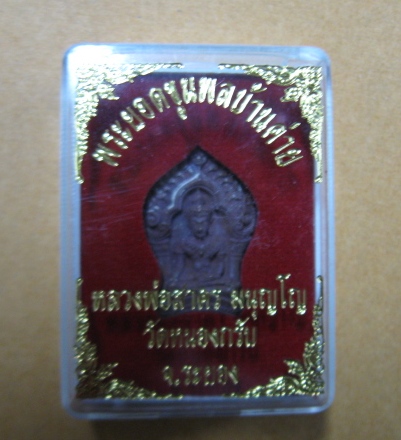 พระยอดขุนพลบ้านค่าย
หลวงพ่อสาคร มนุญโญ
วัดหนองกรับ
จ.ระยอง